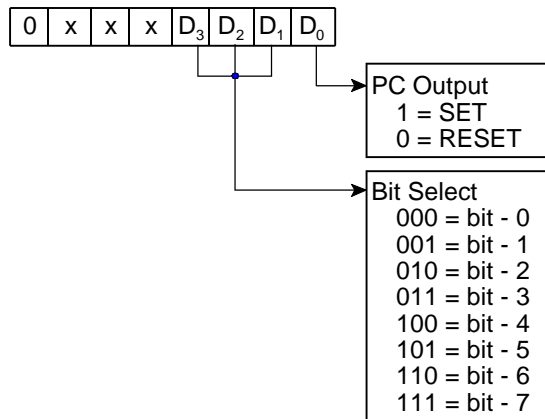 0 x x x D₃ D₂ D₁ D₀
PC Output
1 = SET
0 = RESET
Bit Select
000 = bit - 0
001 = bit - 1
010 = bit - 2
011 = bit - 3
100 = bit - 4
101 = bit - 5
110 = bit - 6
111 = bit - 7